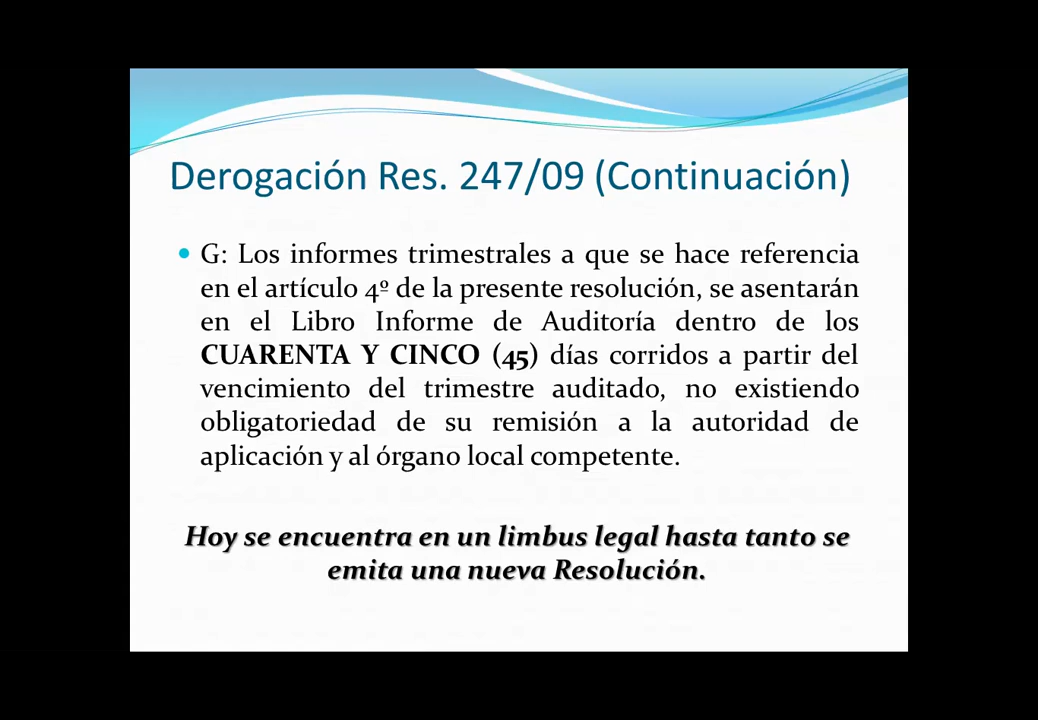 Derogación Res. 247/09 (Continuación)
• G: Los informes trimestrales a que se hace referencia
en el artículo 4º de la presente resolución, se asentarán
en el Libro Informe de Auditoría dentro de los
CUARENTA Y CINCO (45) días corridos a partir del
vencimiento del trimestre auditado, no existiendo
obligatoriedad de su remisión a la autoridad de
aplicación y al órgano local competente.
Hoy se encuentra en un limbus legal hasta tanto se
emita una nueva Resolución.